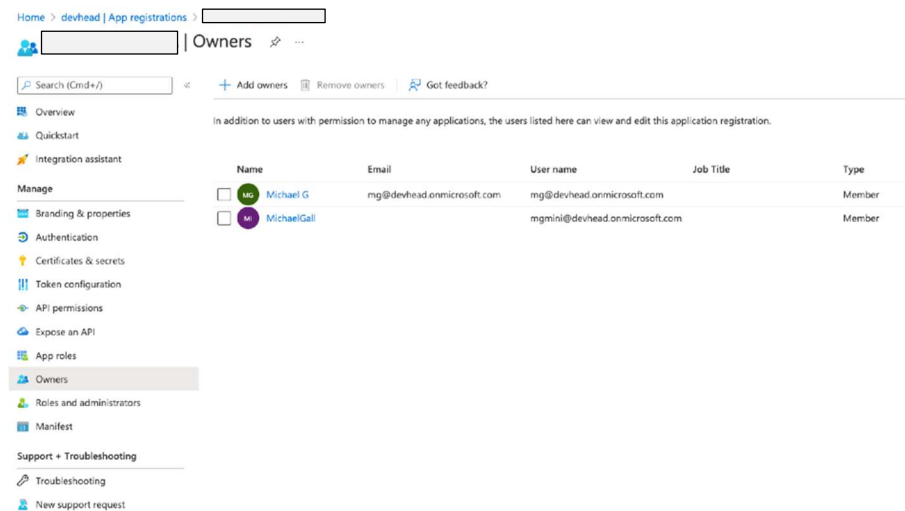 Home > devhead | App registrations >
| Owners ...
Search (Cmd+/) «
Overview
Quickstart
Integration assistant
Manage
Branding & properties
Authentication
Certificates & secrets
Token configuration
API permissions
Expose an API
App roles
Owners
Roles and administrators
Manifest
Support + Troubleshooting
Troubleshooting
New support request
Add owners Remove owners Got feedback?
In addition to users with permission to manage any applications, the users listed here can view and edit this application registration.
Name Email User name Job Title Type
MG Michael G mg@devhead.onmicrosoft.com mg@devhead.onmicrosoft.com Member
MI MichaelGall mgmini@devhead.onmicrosoft.com Member